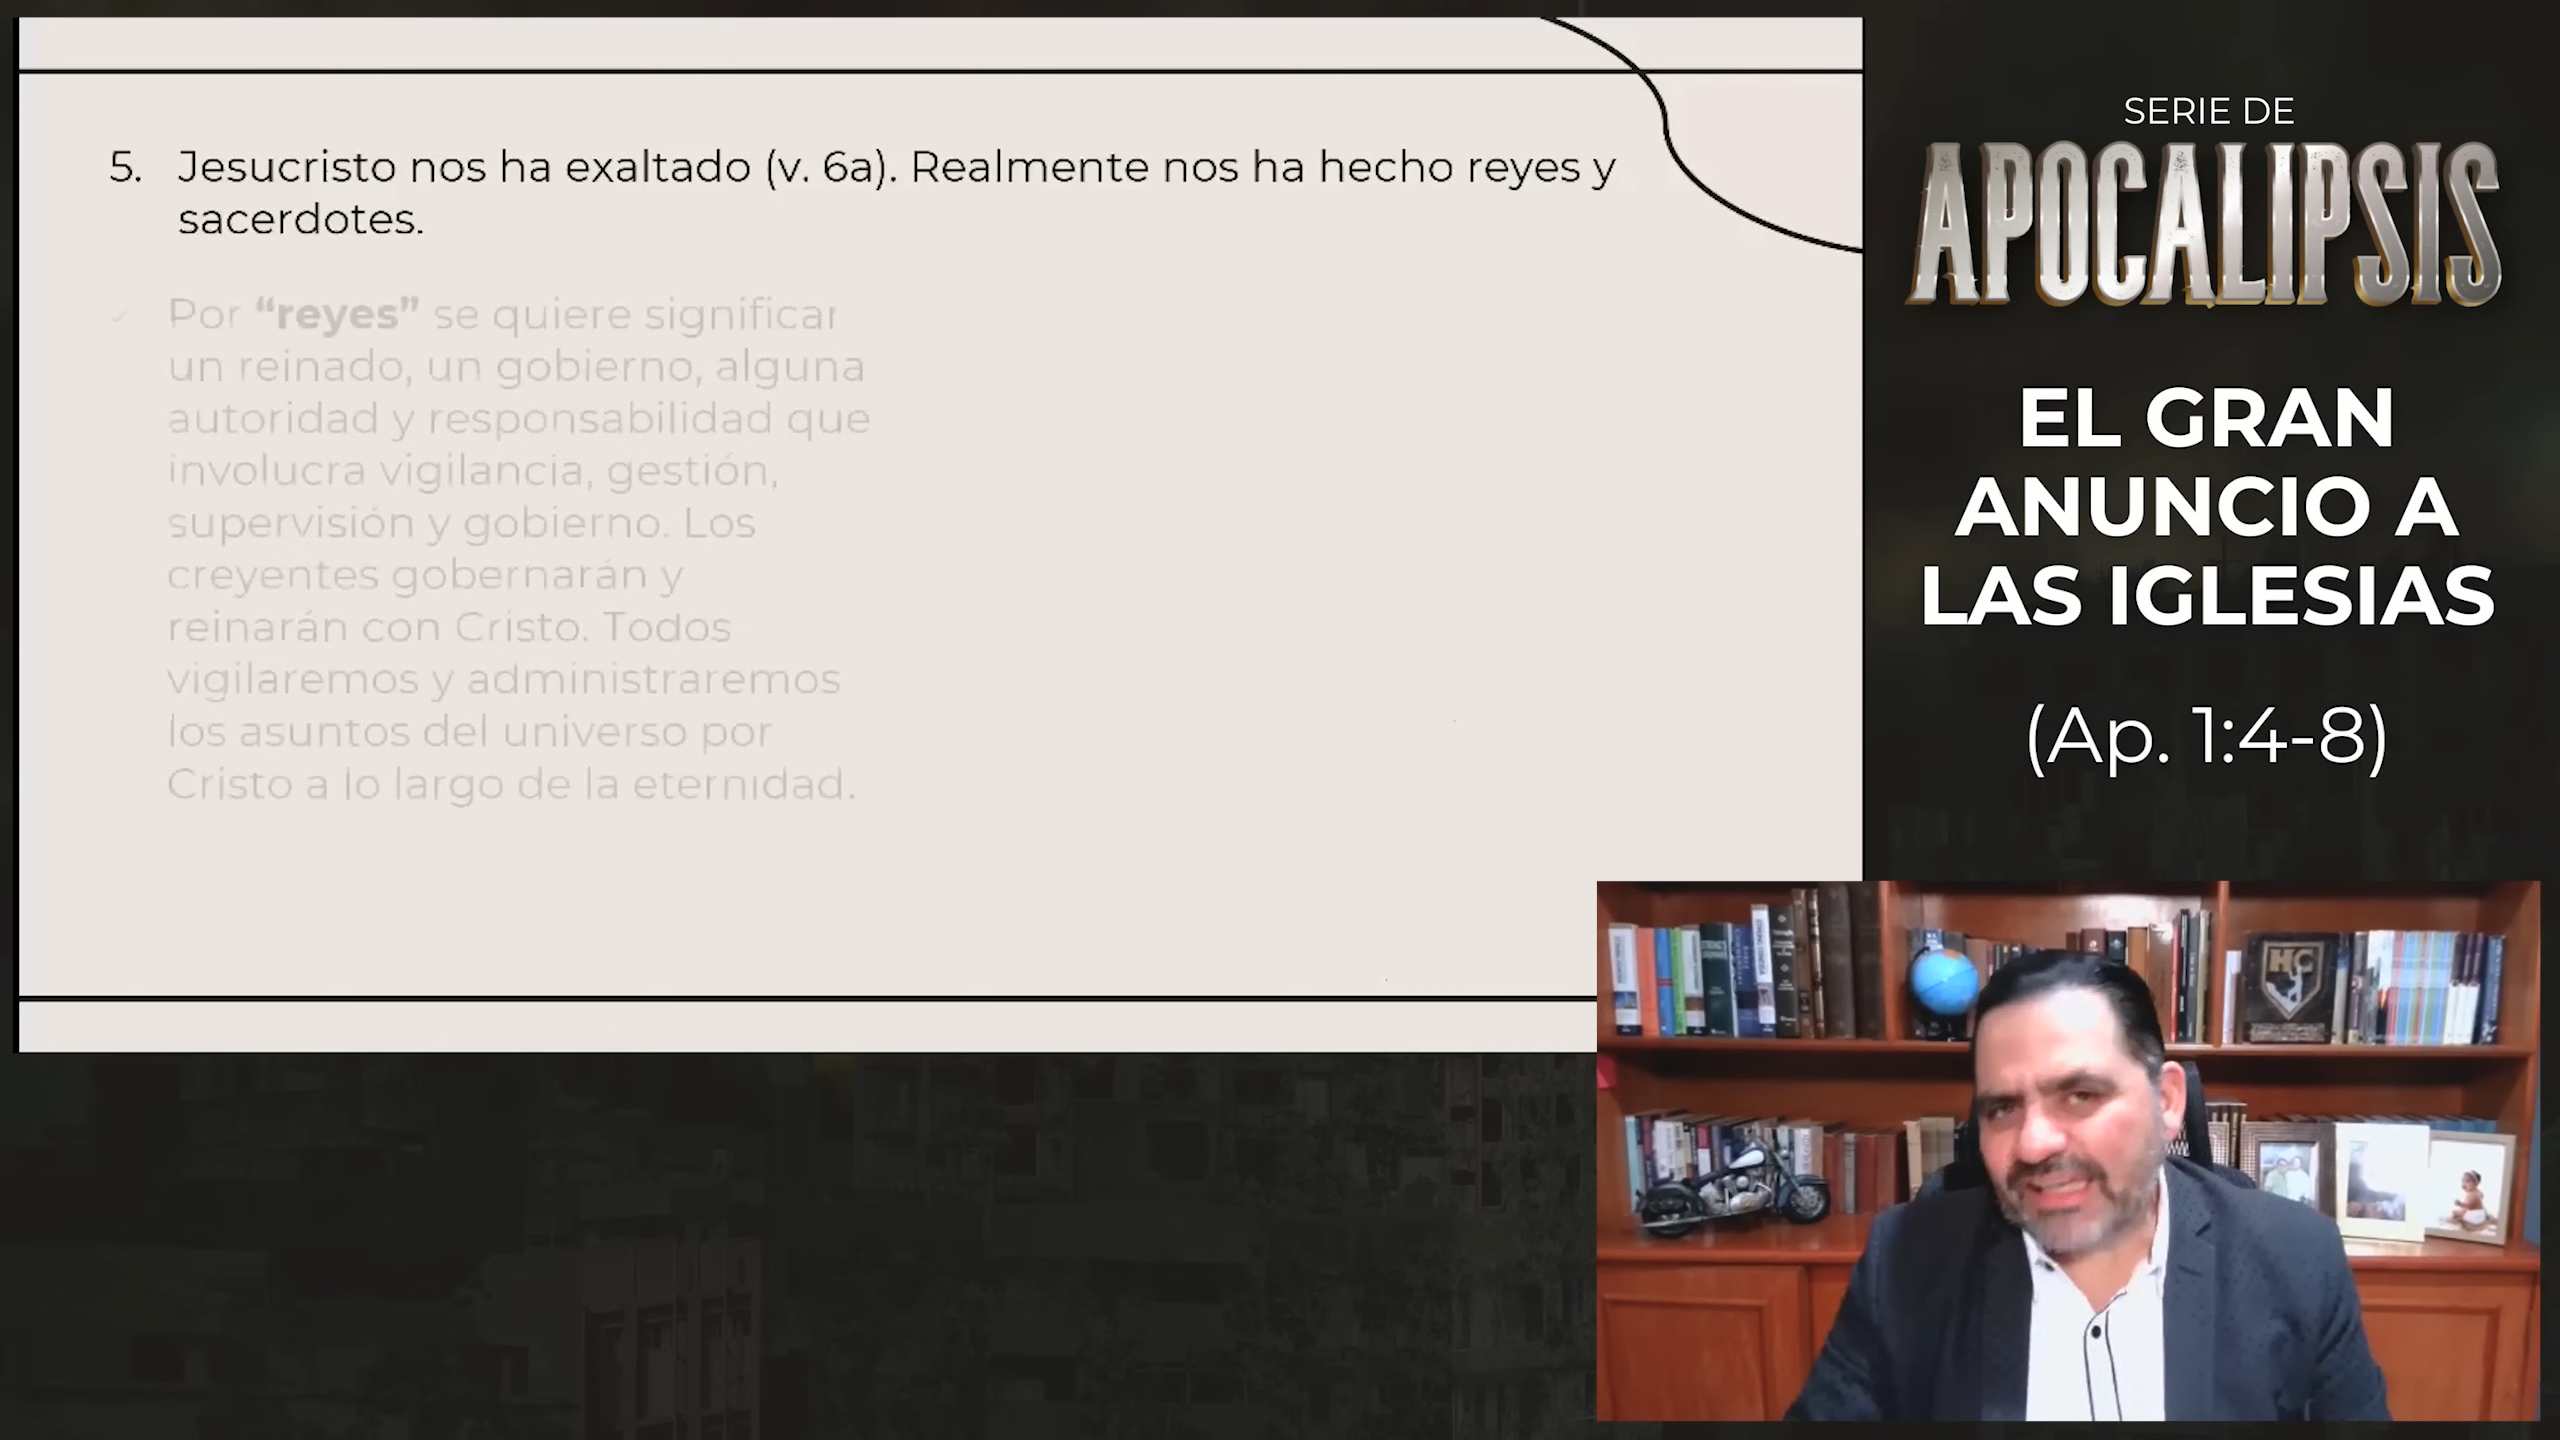 5. Jesucristo nos ha exaltado (v. 6a). Realmente nos ha hecho reyes y
sacerdotes.
Por “reyes” se quiere significar
un reinado, un gobierno, alguna
autoridad y responsabilidad que
involucra vigilancia, gestión,
supervisión y gobierno. Los
creyentes gobernarán y
reinarán con Cristo. Todos
vigilaremos y administraremos
los asuntos del universo por
Cristo a lo largo de la eternidad.
SERIE DE
APOCALIPSIS
EL GRAN
ANUNCIO A
LAS IGLESIAS
(Ap. 1:4-8)
HC